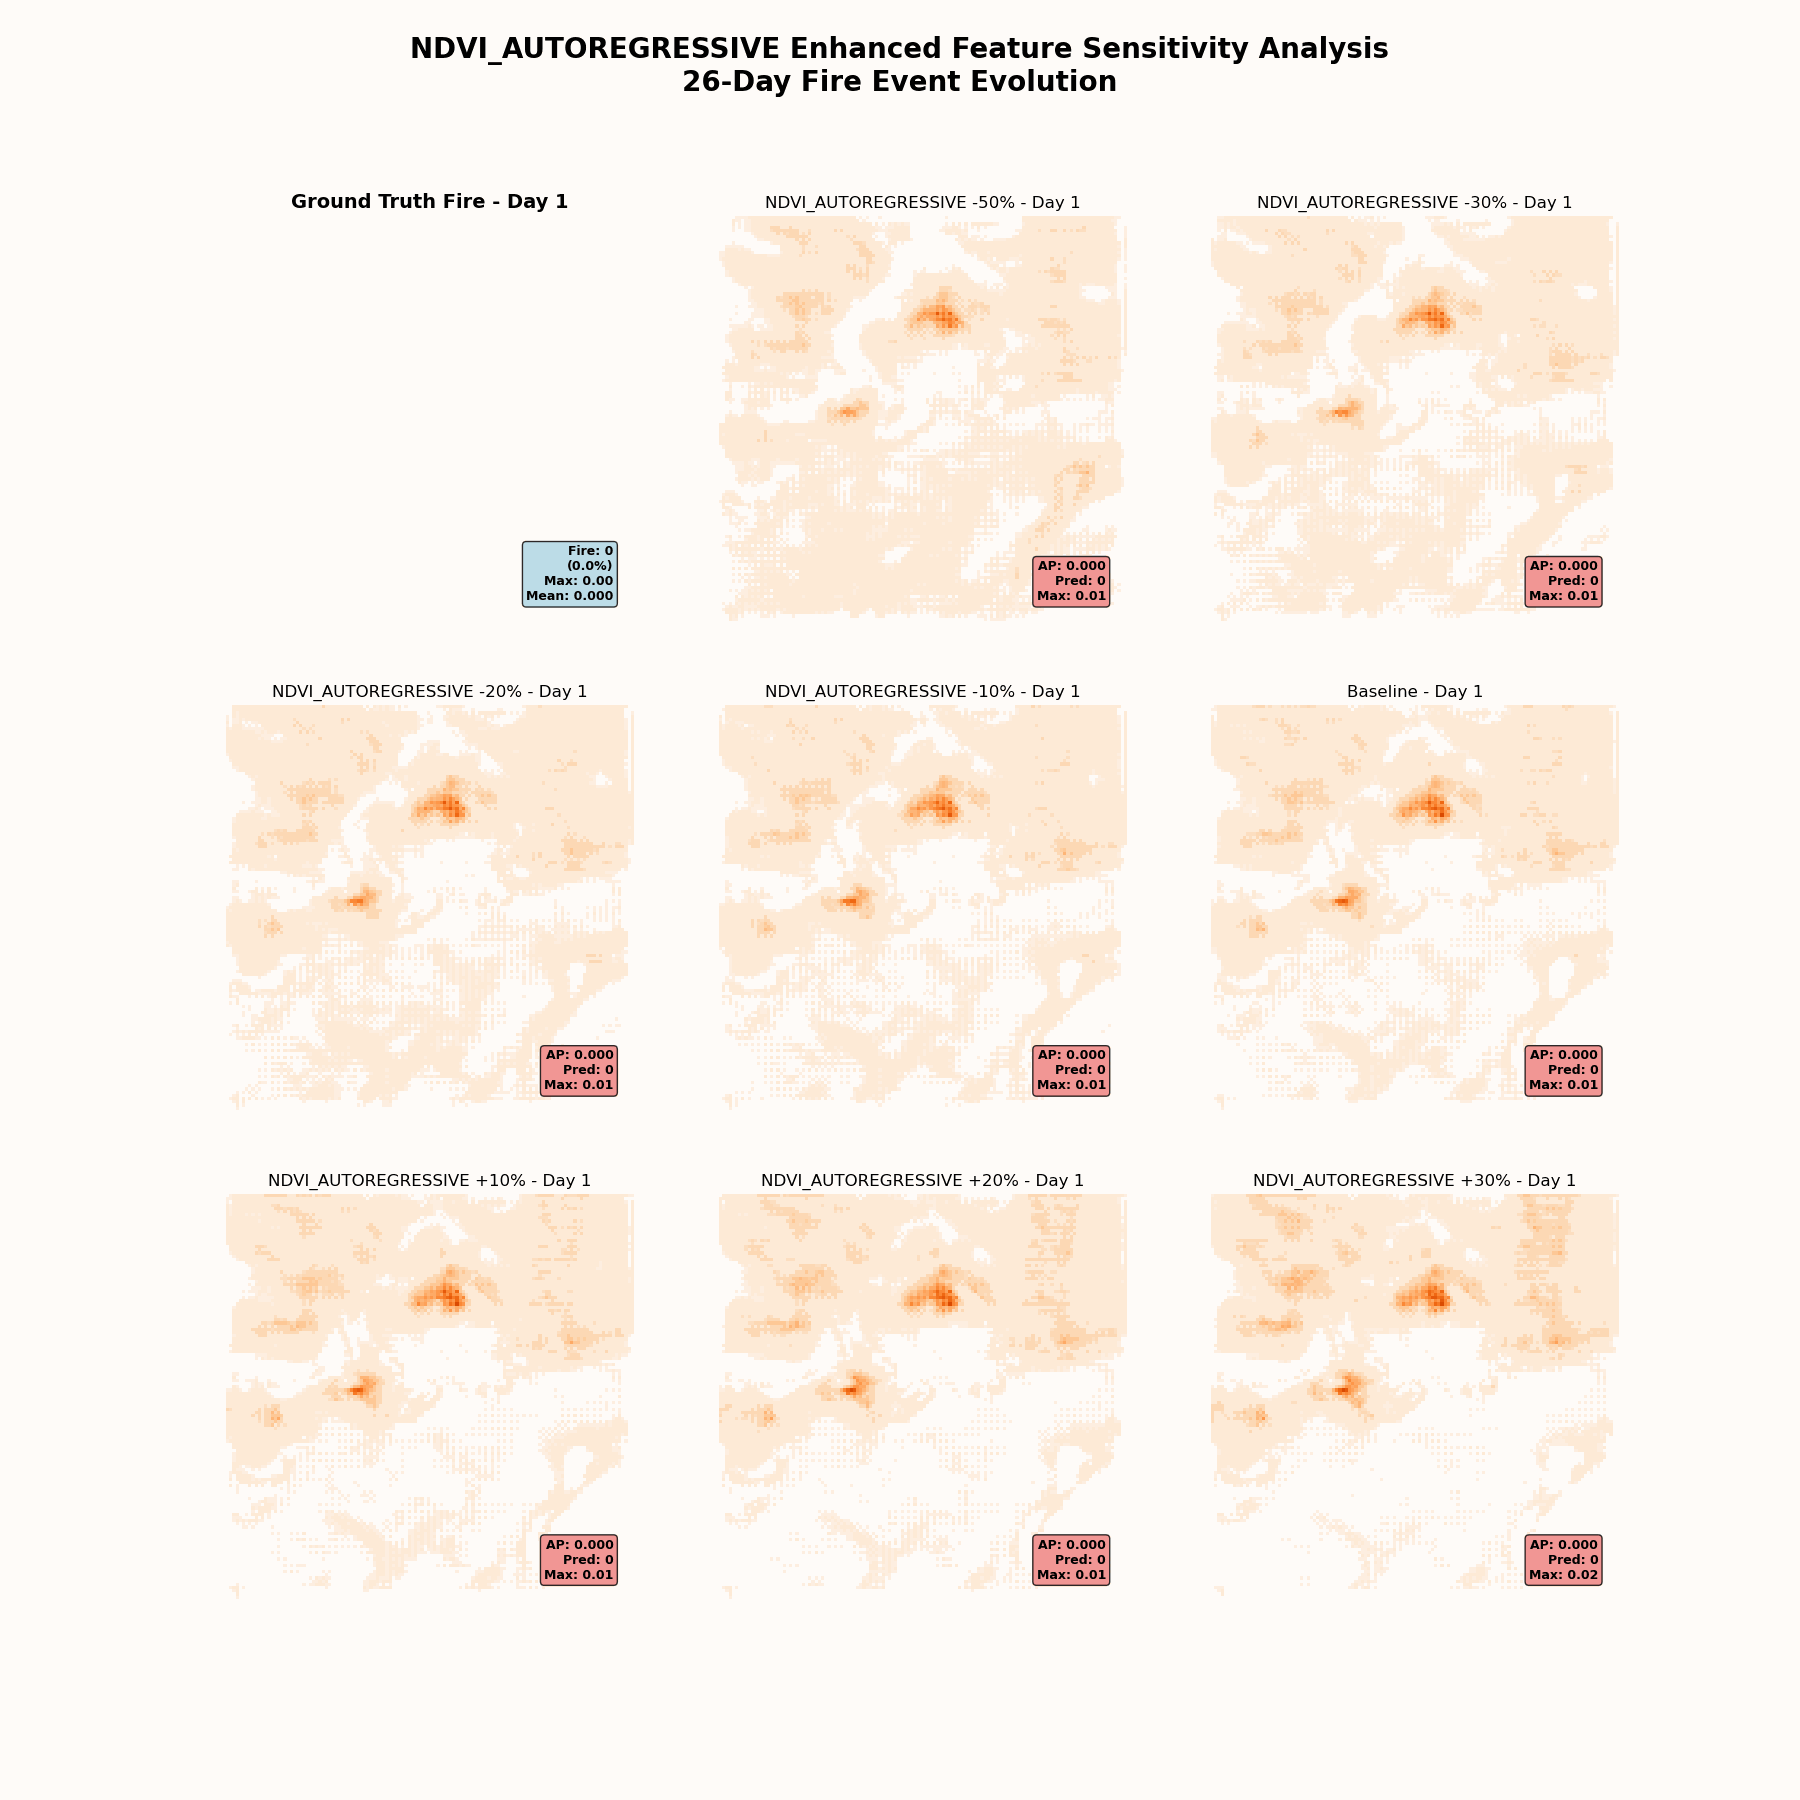 NDVI_AUTOREGRESSIVE Enhanced Feature Sensitivity Analysis
26-Day Fire Event Evolution
Ground Truth Fire - Day 1
Fire: 0
(0.0%)
Max: 0.00
Mean: 0.000
NDVI_AUTOREGRESSIVE -50% - Day 1
AP: 0.000
Pred: 0
Max: 0.01
NDVI_AUTOREGRESSIVE -30% - Day 1
AP: 0.000
Pred: 0
Max: 0.01
NDVI_AUTOREGRESSIVE -20% - Day 1
AP: 0.000
Pred: 0
Max: 0.01
NDVI_AUTOREGRESSIVE -10% - Day 1
AP: 0.000
Pred: 0
Max: 0.01
Baseline - Day 1
AP: 0.000
Pred: 0
Max: 0.01
NDVI_AUTOREGRESSIVE +10% - Day 1
AP: 0.000
Pred: 0
Max: 0.01
NDVI_AUTOREGRESSIVE +20% - Day 1
AP: 0.000
Pred: 0
Max: 0.01
NDVI_AUTOREGRESSIVE +30% - Day 1
AP: 0.000
Pred: 0
Max: 0.02